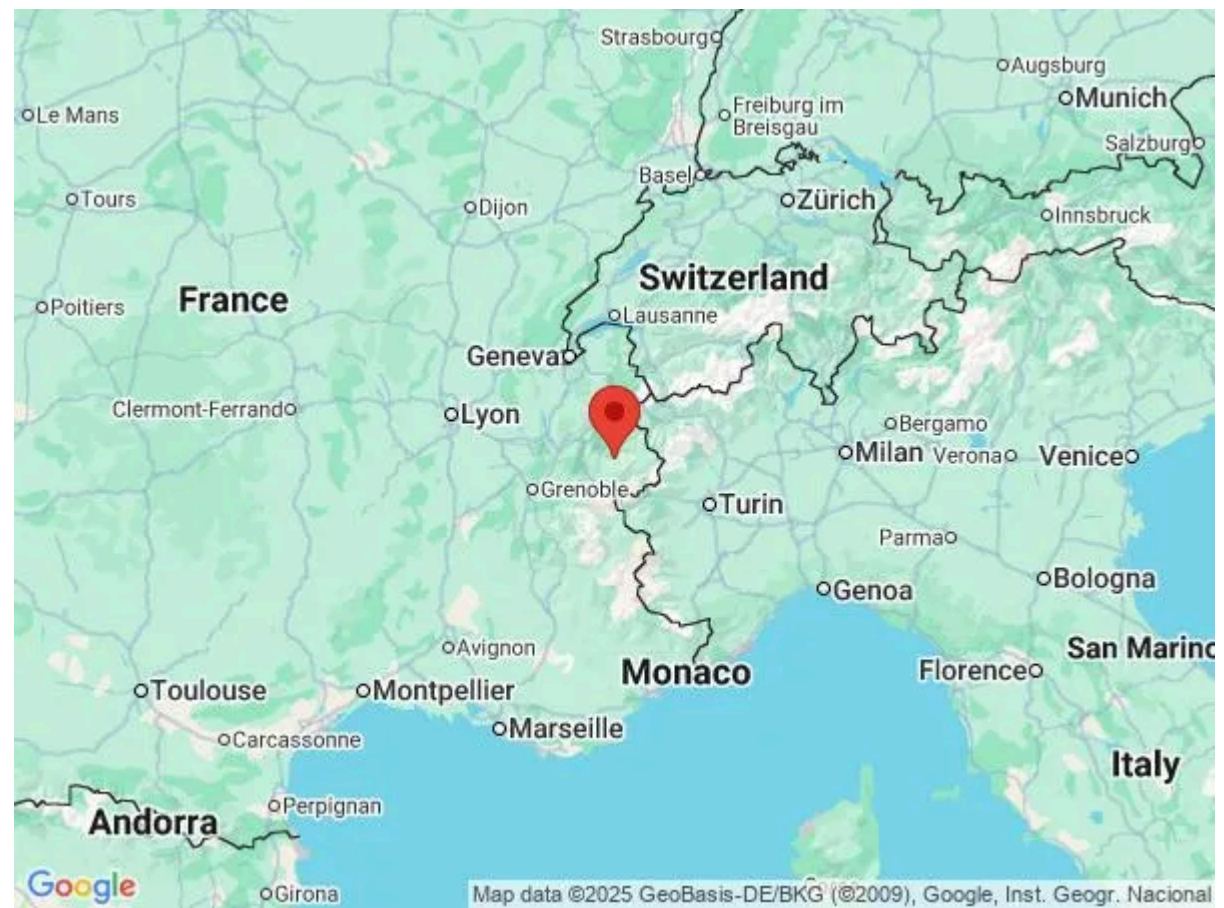 Strasbourg
Augsburg
Munich
Le Mans
Freiburg im
Breisgau
Salzburg
Basel
Zürich
Tours
Dijon
Innsbruck
Switzerland
France
Poitiers
Lausanne
Geneva
Clermont-Ferrand
Lyon
Bergamo
Milan
Verona
Venice
Grenoble
Turin
Parma
Bologna
Genoa
Avignon
San Marino
Monaco
Florence
Toulouse
Montpellier
Marseille
Carcassonne
Italy
Perpignan
Andorra
Google
Girona
Map data ©2025 GeoBasis-DE/BKG (©2009), Google, Inst. Geogr. Nacional